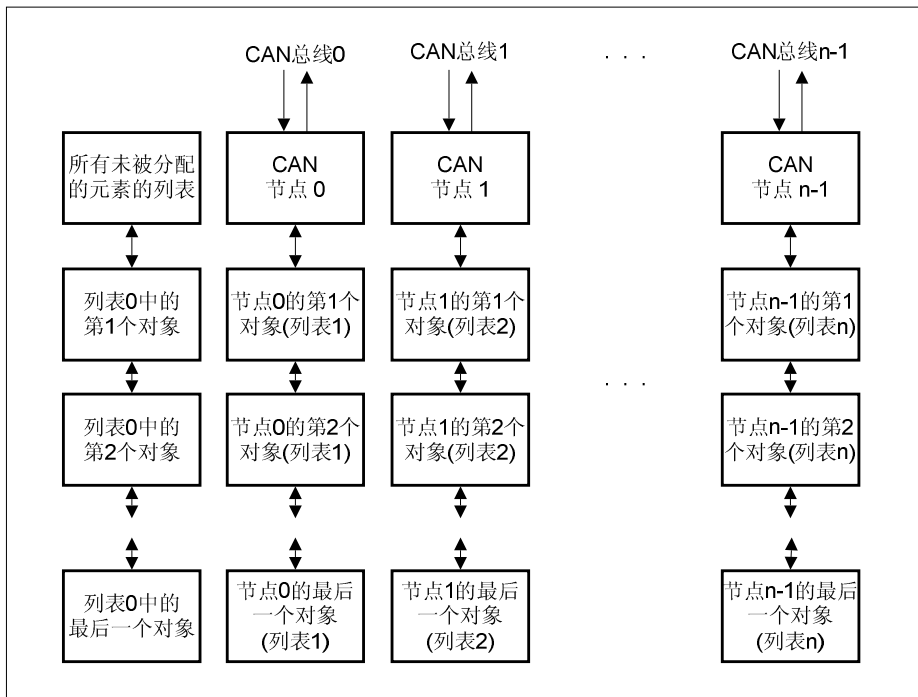 CAN总线0
CAN总线1
. . .
CAN总线n-1
所有未被分配
的元素的列表
CAN
节点 0
CAN
节点 1
CAN
节点 n-1
列表0中的
第1个对象
节点0的第1个
对象(列表1)
节点1的第1个
对象(列表2)
节点n-1的第1
个对象(列表n)
. . .
列表0中的
第2个对象
节点0的第2个
对象(列表1)
节点1的第2个
对象(列表2)
节点n-1的第2
个对象(列表n)
列表0中的
最后一个对象
节点0的最后
一个对象
(列表1)
节点1的最后
一个对象
(列表2)
节点n-1的最后
一个对象
(列表n)